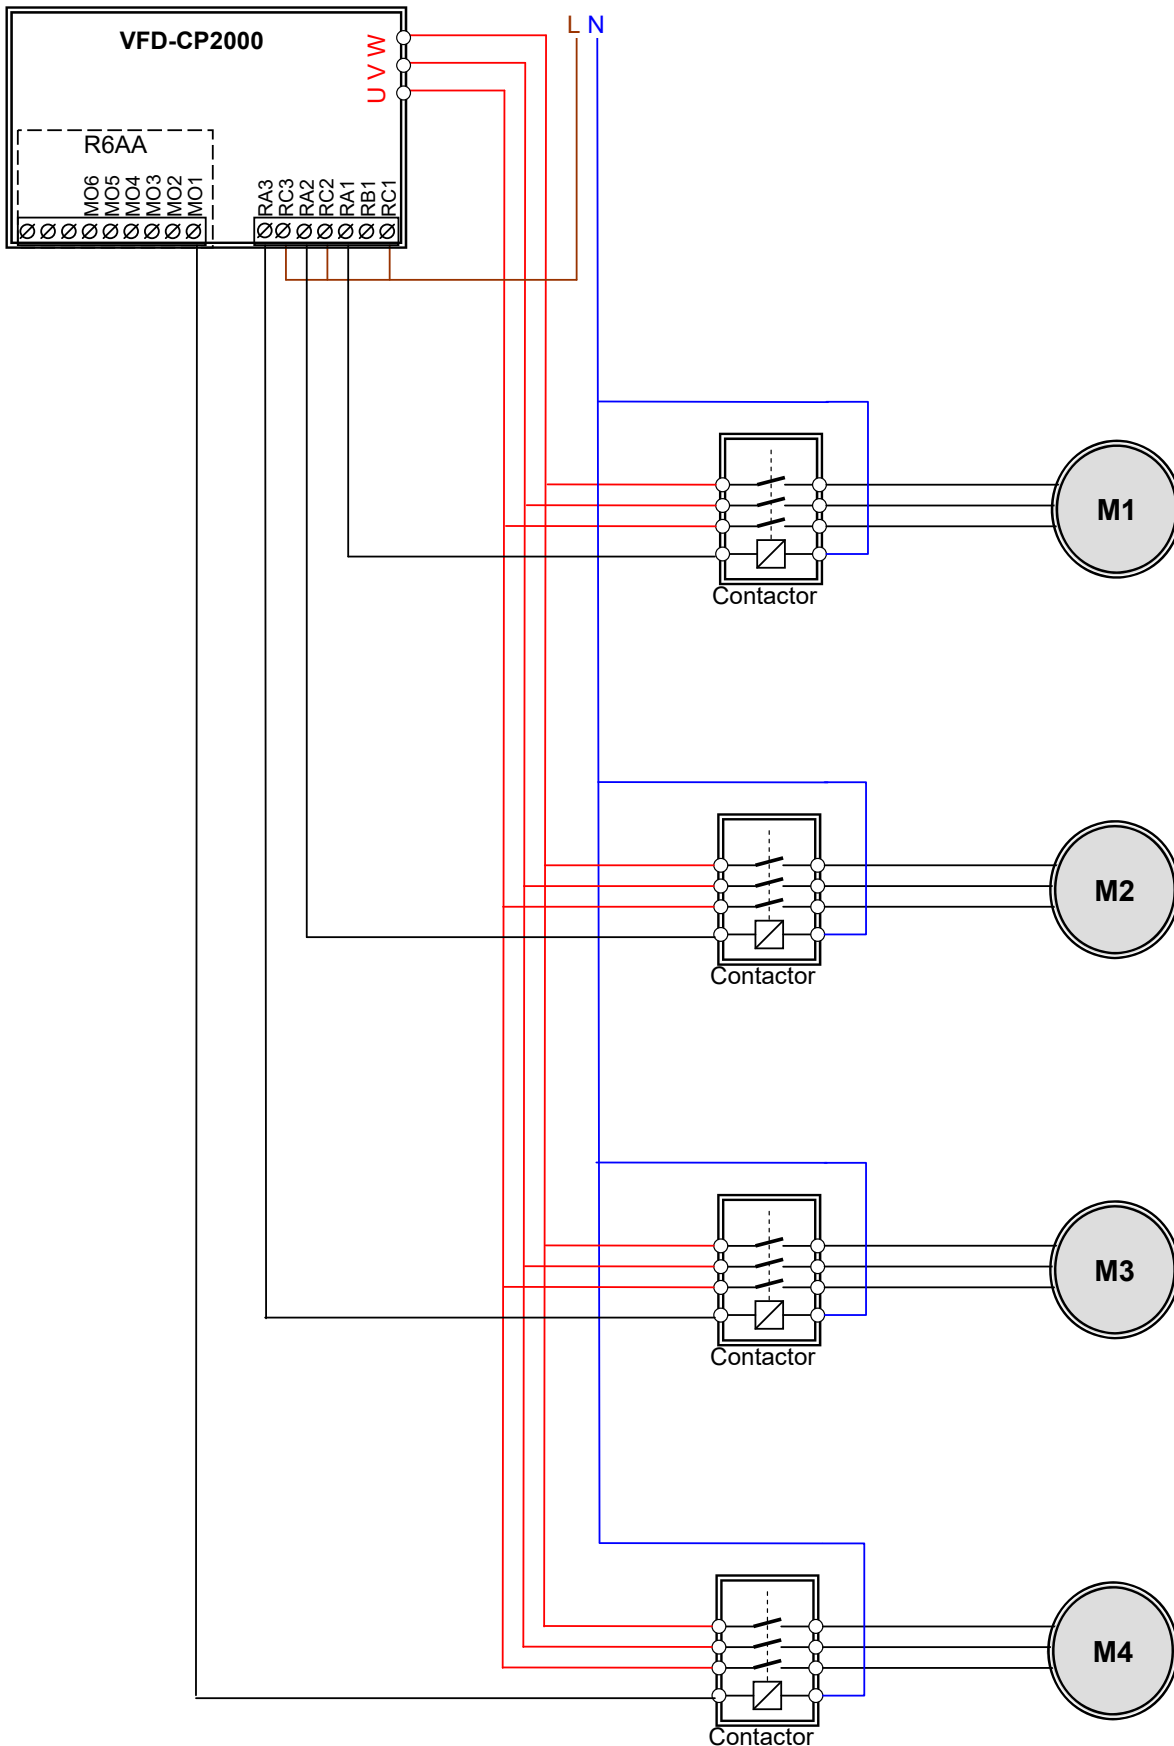 VFD-CP2000
U V W
L N
R6AA
MO6
MO5
MO4
MO3
MO2
MO1
RA3
RC3
RA2
RC2
RA1
RB1
RC1
M1
Contactor
M2
Contactor
M3
Contactor
M4
Contactor